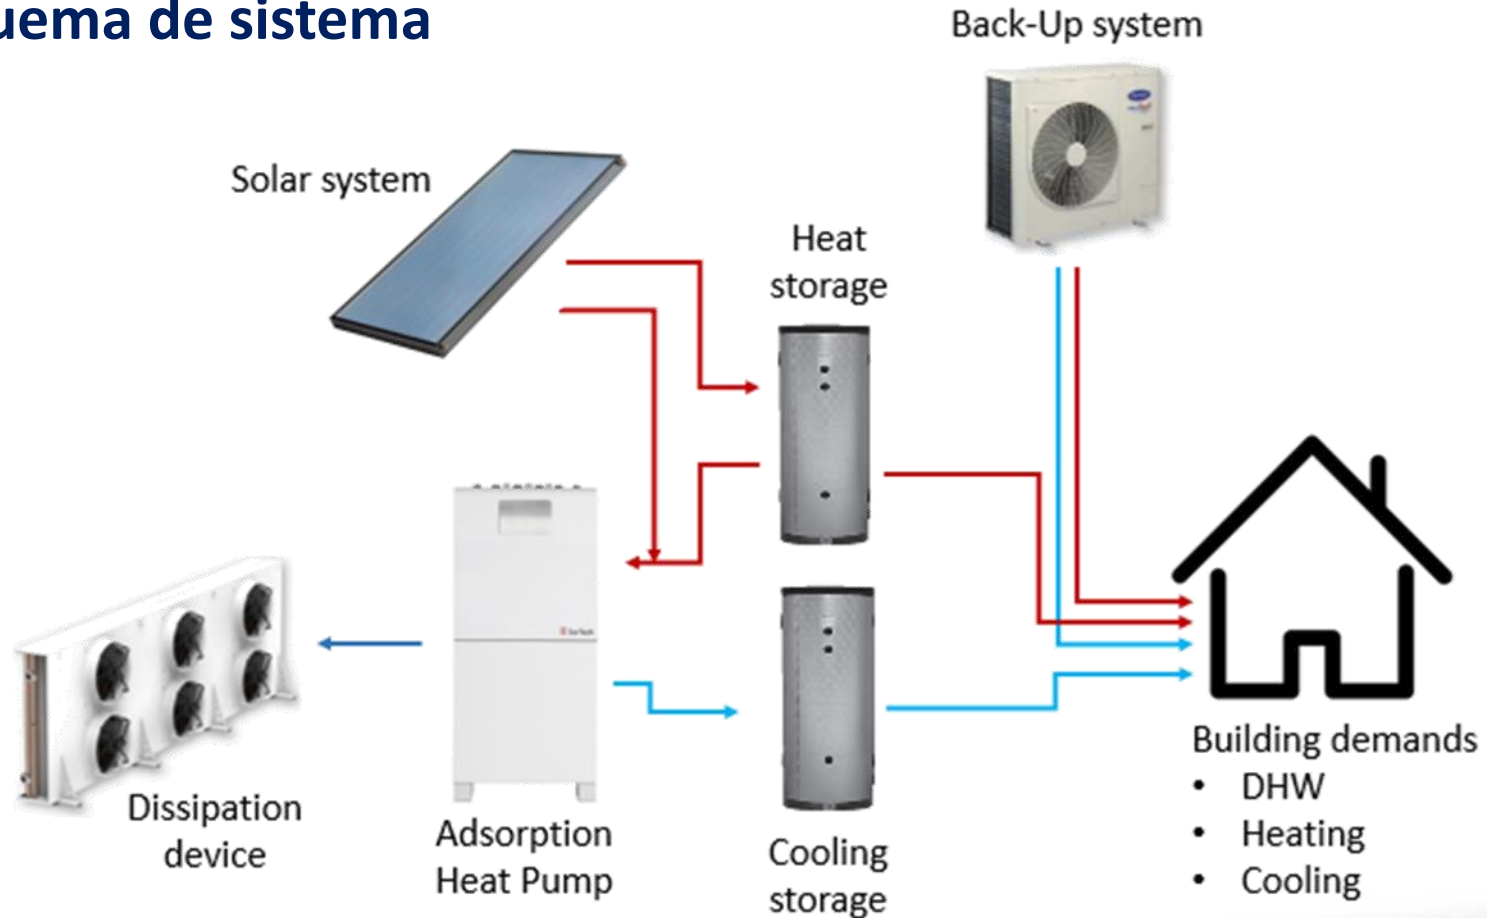 uema de sistema
Back-Up system
Solar system
Heat
storage
Dissipation
device
Adsorption
Heat Pump
Cooling
storage
Building demands
• DHW
• Heating
• Cooling